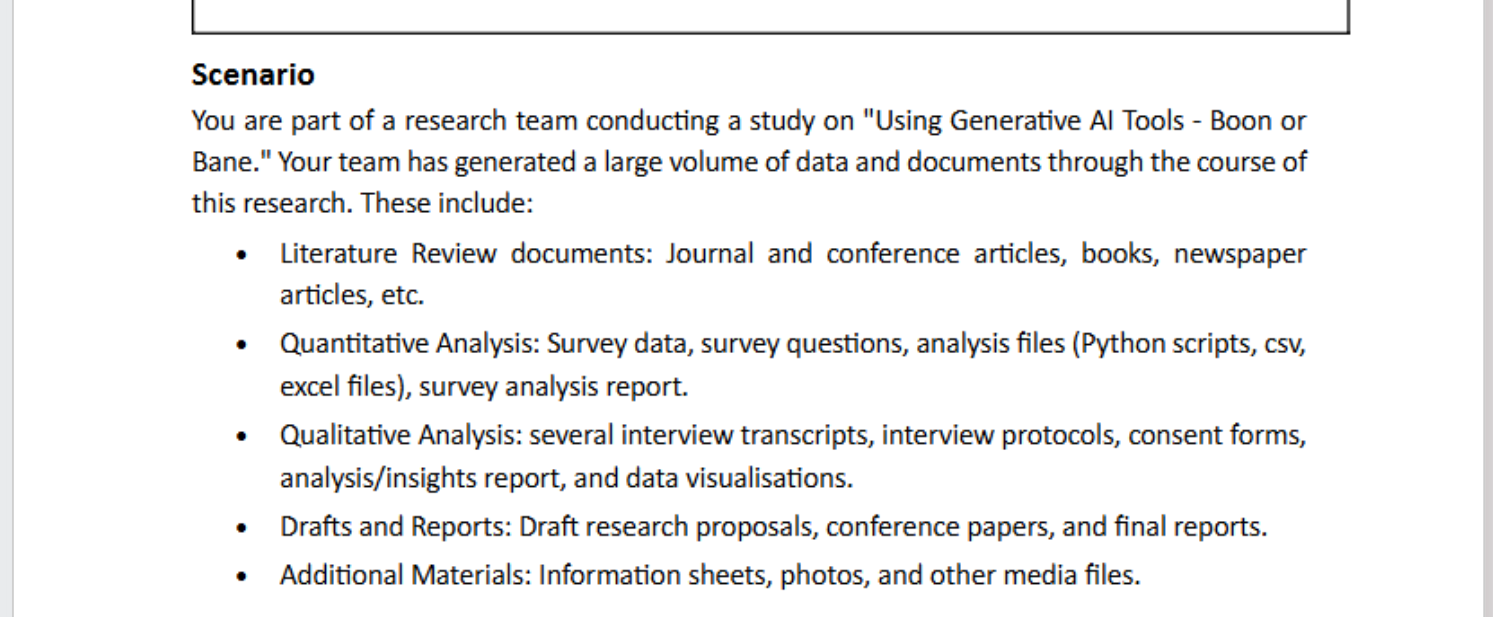 Scenario
You are part of a research team conducting a study on "Using Generative AI Tools - Boon or
Bane." Your team has generated a large volume of data and documents through the course of
this research. These include:
• Literature Review documents: Journal and conference articles, books, newspaper
articles, etc.
• Quantitative Analysis: Survey data, survey questions, analysis files (Python scripts, csv,
excel files), survey analysis report.
• Qualitative Analysis: several interview transcripts, interview protocols, consent forms,
analysis/insights report, and data visualisations.
• Drafts and Reports: Draft research proposals, conference papers, and final reports.
• Additional Materials: Information sheets, photos, and other media files.